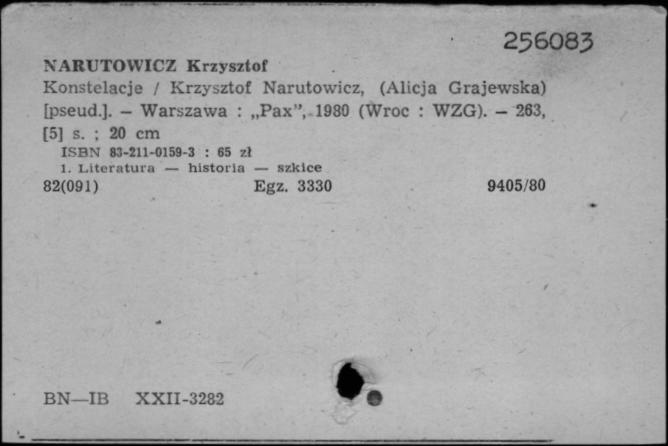 256083
NARUTOWICZ Krzysztof
Konstelacje / Krzysztof Narutowicz, (Alicja Grajewska)
[pseud.]. — Warszawa : „Pax”, 1980 (Wroc : WZG). — 263,
[5] s. ; 20 cm
ISBN 83-211-0159-3 : 65 zł
1. Literatura — historia — szkice
82(091) Egz. 3330 9405/80
BN—IB XXII-3282